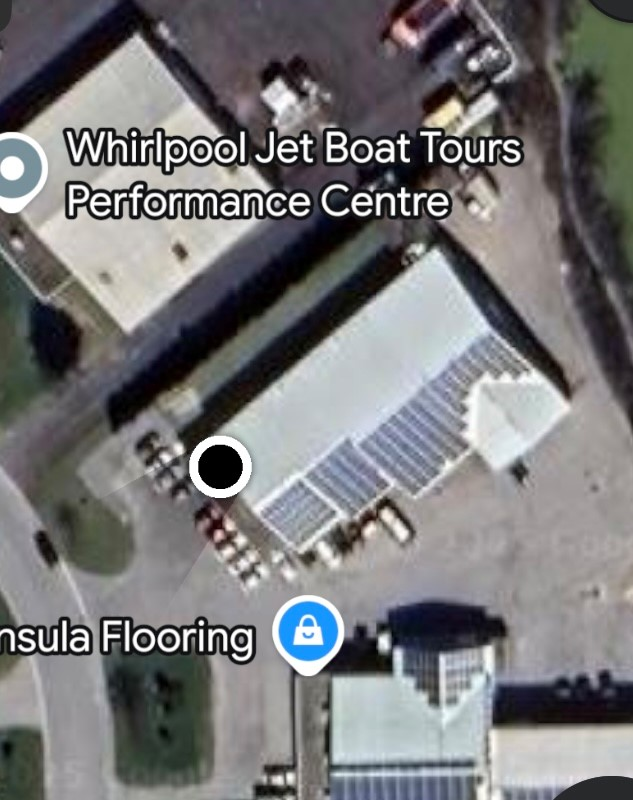 Whirlpool Jet Boat Tours
Performance Centre
nsula Flooring